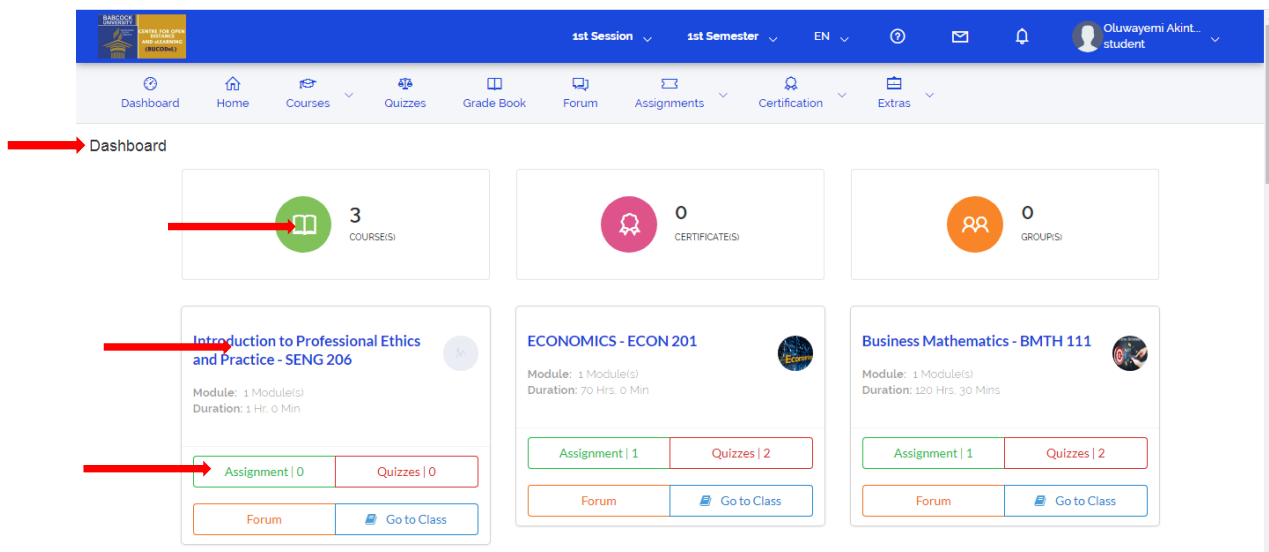 BABCOCK
UNIVERSITY
CENTRE FOR OPEN
DISTANCE
AND eLEARNING
(BUCODeL)
1st Session
1st Semester
EN
Oluwayemi Akint...
student
Dashboard
Home
Courses
Quizzes
Grade Book
Forum
Assignments
Certification
Extras
Dashboard
3
COURSE(S)
0
CERTIFICATE(S)
0
GROUP(S)
Introduction to Professional Ethics
and Practice - SENG 206
Module: 1 Module(s)
Duration: 1 Hr, 0 Min
Assignment | 0
Quizzes | 0
Forum
Go to Class
ECONOMICS - ECON 201
Economic
Module: 1 Module(s)
Duration: 70 Hrs, 0 Min
Assignment | 1
Quizzes | 2
Forum
Go to Class
Business Mathematics - BMTH 111
Module: 1 Module(s)
Duration: 120 Hrs, 30 Mins
Assignment | 1
Quizzes | 2
Forum
Go to Class